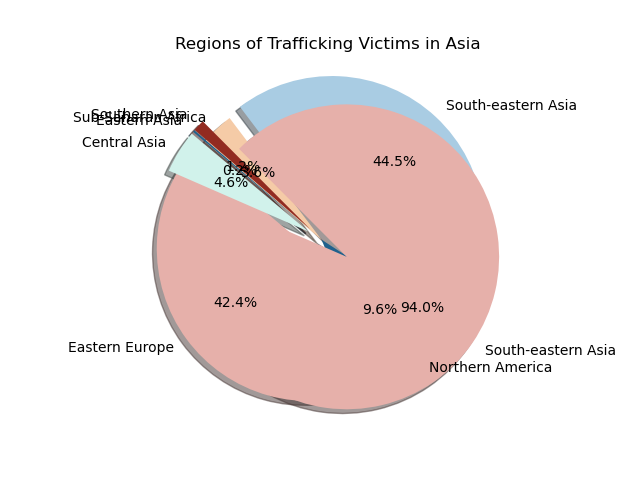 Regions of Trafficking Victims in Asia
South-eastern Asia
Southern Asia
Sub-Saharan Africa
Eastern Asia
Central Asia
44.5%
1.2%
0.2%
3.6%
4.6%
42.4%
9.6%
94.0%
Eastern Europe
South-eastern Asia
Northern America